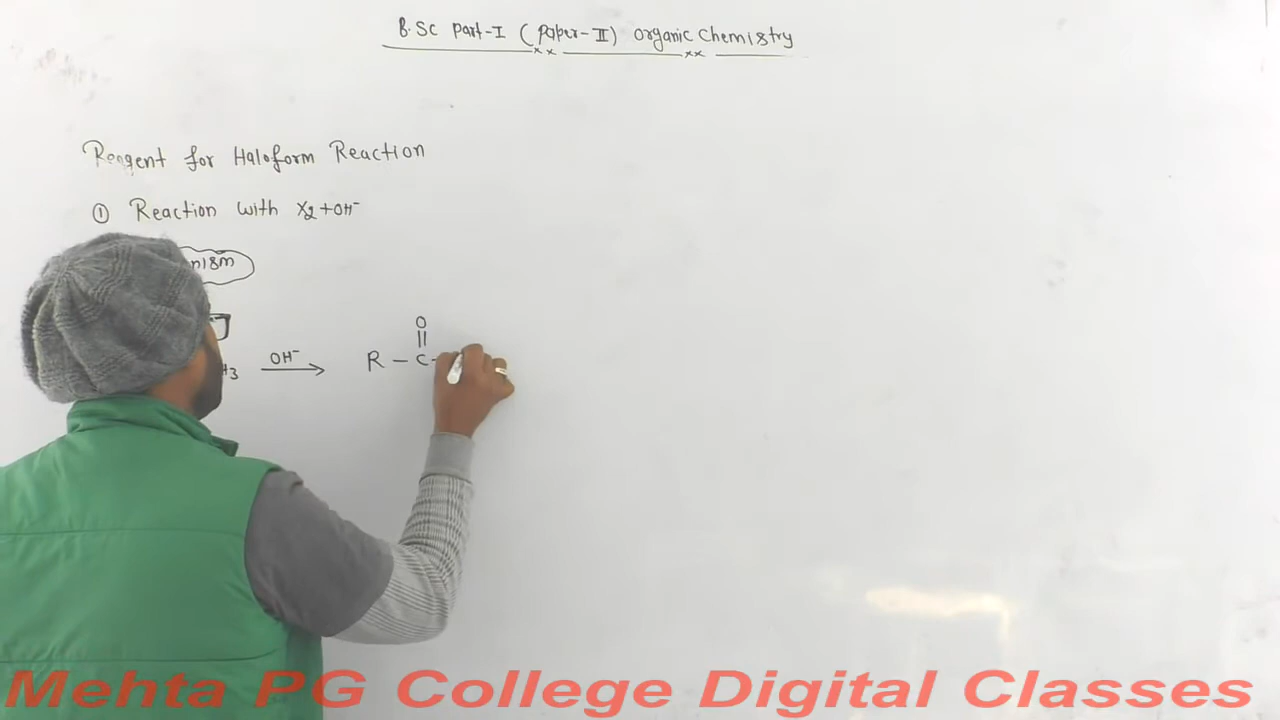 B.Sc Part-I (Paper-II) Organic Chemistry
Reagent for Haloform Reaction
① Reaction with X2+OH-
nism
O
H3 OH- R-C-
Mehta PG College Digital Classes